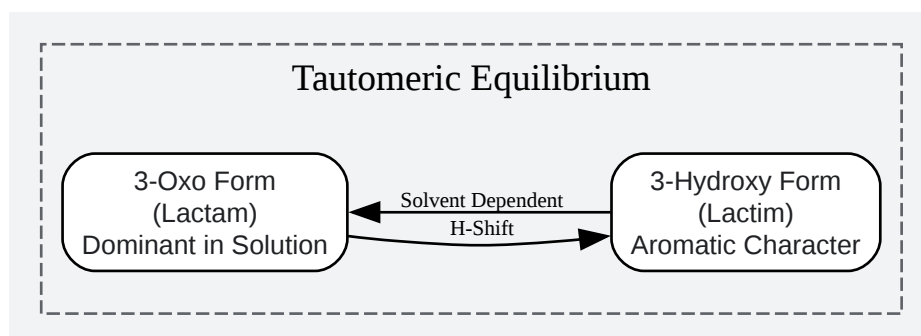 Tautomeric Equilibrium
3-Oxo Form
(Lactam)
Dominant in Solution
Solvent Dependent
H-Shift
3-Hydroxy Form
(Lactim)
Aromatic Character